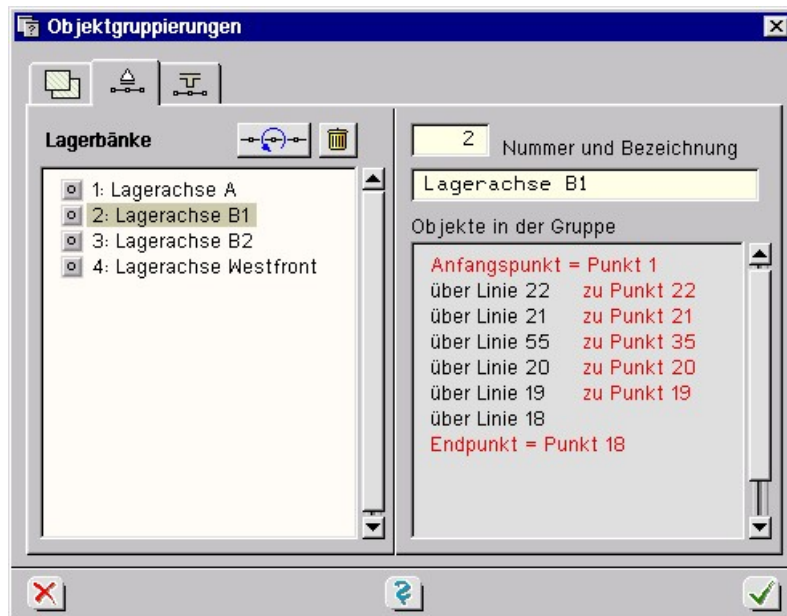 Objektgruppierungen
Lagerbänke
1: Lagerachse A
2: Lagerachse B1
3: Lagerachse B2
4: Lagerachse Westfront
2 Nummer und Bezeichnung
Lagerachse B1
Objekte in der Gruppe
Anfangspunkt = Punkt 1
über Linie 22 zu Punkt 22
über Linie 21 zu Punkt 21
über Linie 55 zu Punkt 35
über Linie 20 zu Punkt 20
über Linie 19 zu Punkt 19
über Linie 18
Endpunkt = Punkt 18